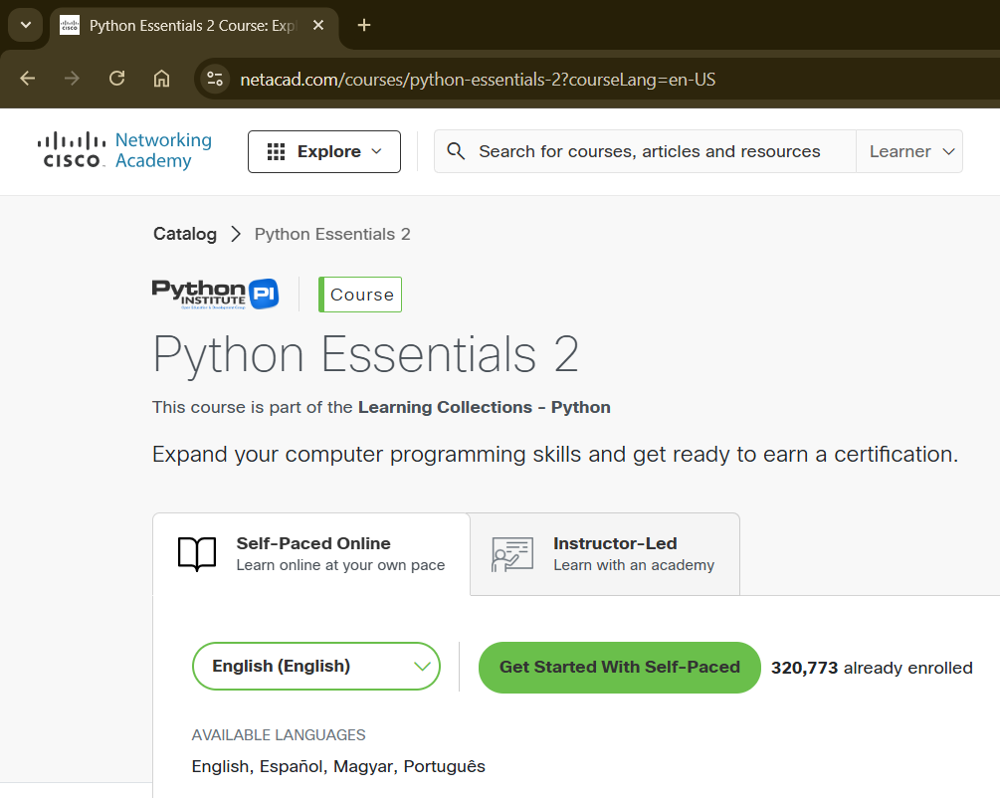 Python Essentials 2 Course: Exp
netacad.com/courses/python-essentials-2?courseLang=en-US
CISCO
Networking
Academy
Explore
Search for courses, articles and resources
Learner
Catalog
Python Essentials 2
Python
INSTITUTE
PI
Course
Python Essentials 2
This course is part of the Learning Collections - Python
Expand your computer programming skills and get ready to earn a certification.
Self-Paced Online
Learn online at your own pace
Instructor-Led
Learn with an academy
English (English)
Get Started With Self-Paced
320,773 already enrolled
AVAILABLE LANGUAGES
English, Español, Magyar, Português